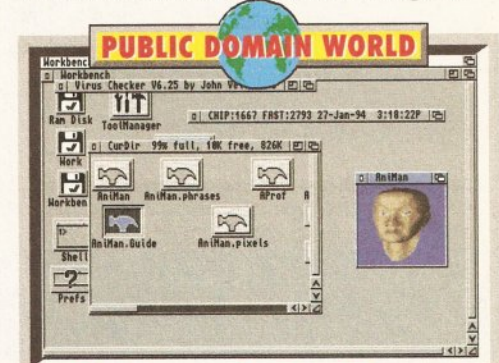 PUBLIC DOMAIN WORLD
Workbench
Workbench
Virus Checker V6.25 by John
Ram Disk
ToolManager
CHIP:1667 FAST:2793 27-Jan-94 3:18:22P
CurDir 99% full, 10K free, 826K
Work
AniMan
AniMan.phrases
AProf
A
AniMan
Workben
AniMan.Guide
AniMan.pixels
Shell
Prefs